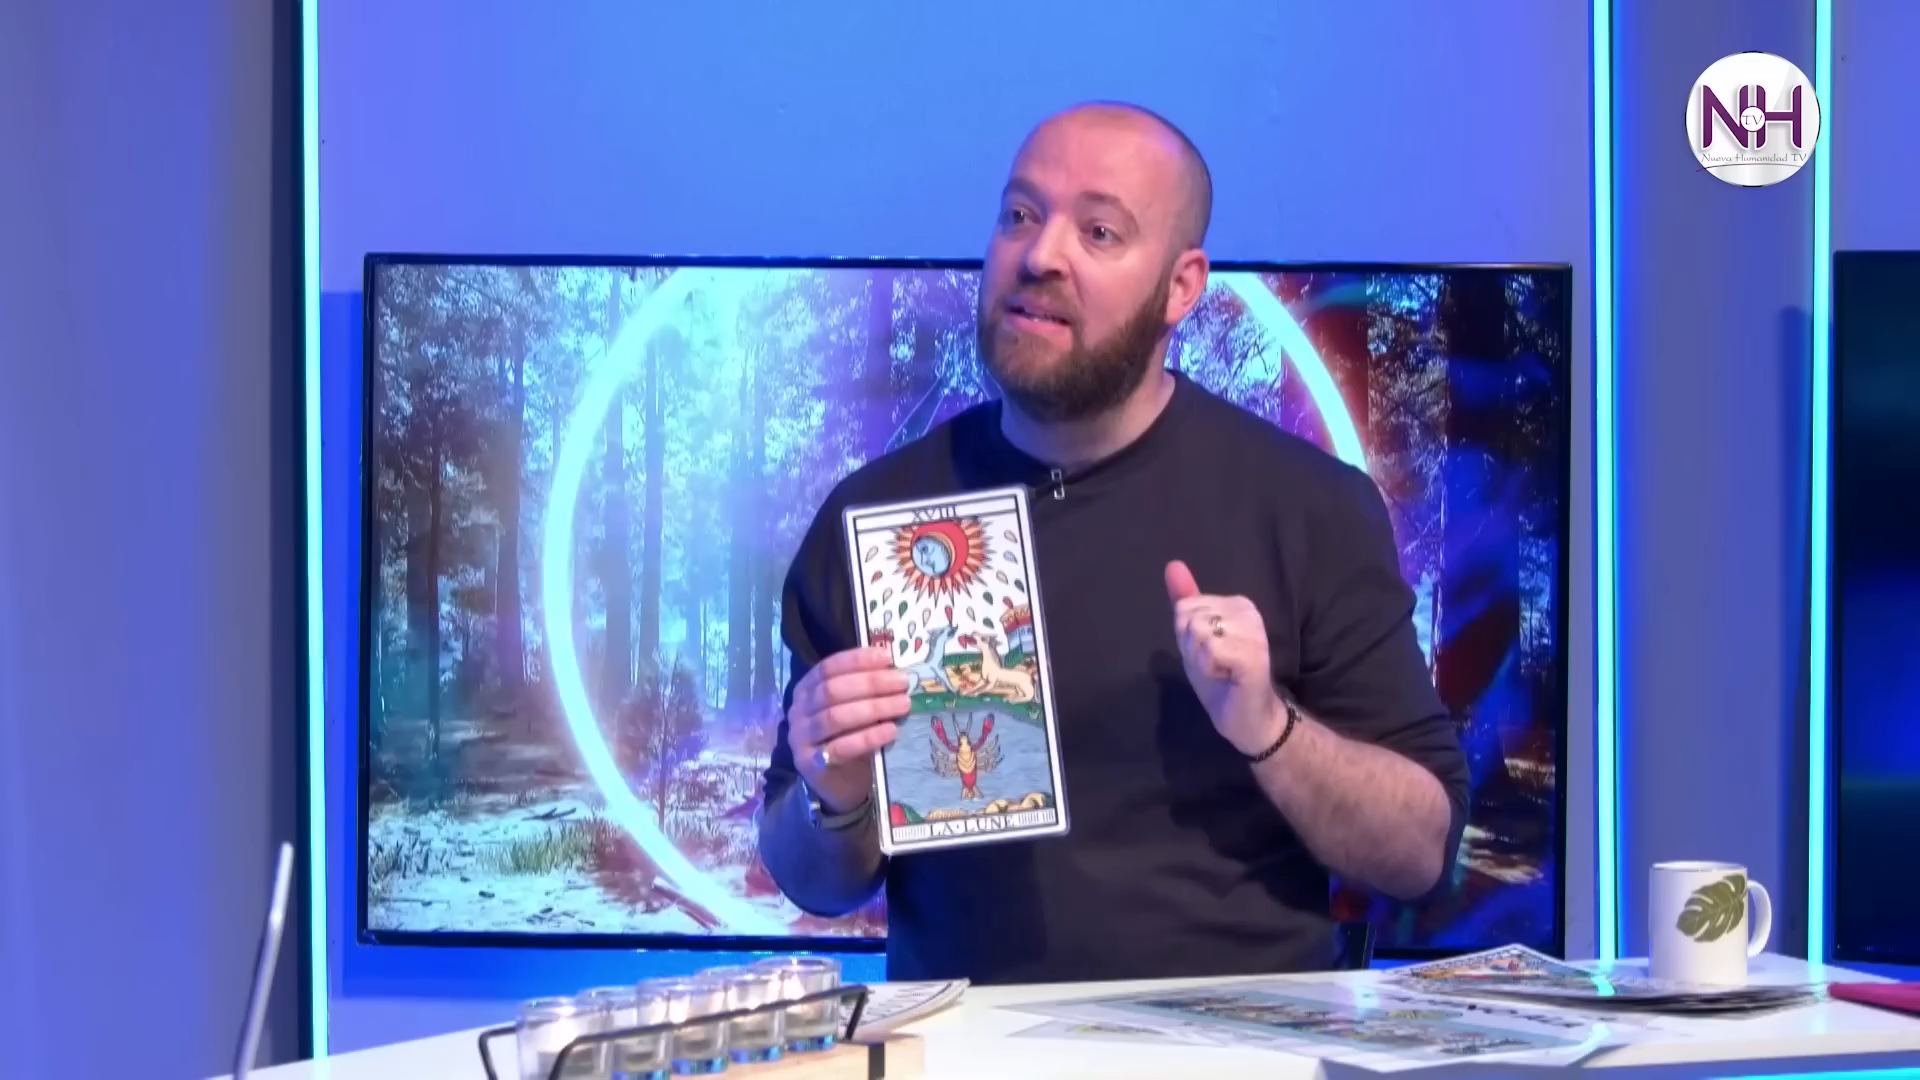 NH
TV
Nueva Humanidad TV
XVIII
LA·LUNE